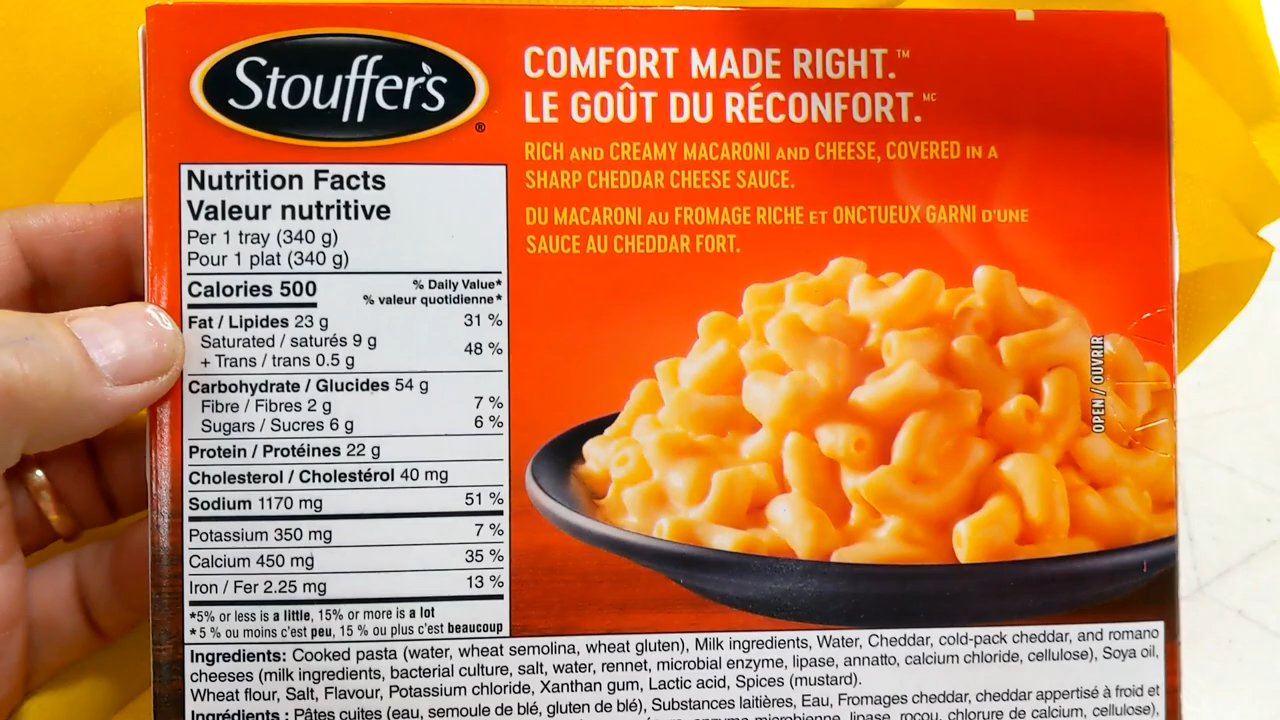 Stouffer's®
COMFORT MADE RIGHT.™
LE GOÛT DU RÉCONFORT.MC
RICH AND CREAMY MACARONI AND CHEESE, COVERED IN A
SHARP CHEDDAR CHEESE SAUCE.
DU MACARONI AU FROMAGE RICHE ET ONCTUEUX GARNI D'UNE
SAUCE AU CHEDDAR FORT.
Nutrition Facts
Valeur nutritive
Per 1 tray (340 g)
Pour 1 plat (340 g)
Calories 500
% Daily Value*
% valeur quotidienne*
Fat / Lipides 23 g 31 %
Saturated / saturés 9 g
+ Trans / trans 0.5 g 48 %
Carbohydrate / Glucides 54 g
Fibre / Fibres 2 g 7 %
Sugars / Sucres 6 g 6 %
Protein / Protéines 22 g
Cholesterol / Cholestérol 40 mg
Sodium 1170 mg 51 %
Potassium 350 mg 7 %
Calcium 450 mg 35 %
Iron / Fer 2.25 mg 13 %
*5% or less is a little, 15% or more is a lot
*5 % ou moins c'est peu, 15 % ou plus c'est beaucoup
OPEN / OUVRIR
Ingredients: Cooked pasta (water, wheat semolina, wheat gluten), Milk ingredients, Water, Cheddar, cold-pack cheddar, and romano
cheeses (milk ingredients, bacterial culture, salt, water, rennet, microbial enzyme, lipase, annatto, calcium chloride, cellulose), Soya oil,
Wheat flour, Salt, Flavour, Potassium chloride, Xanthan gum, Lactic acid, Spices (mustard).
Ingrédients : Pâtes cuites (eau, semoule de blé, gluten de blé), Substances laitières, Eau, Fromages cheddar, cheddar appertisé à froid et
microbienne, lipase, rocou, chlorure de calcium, cellulose),